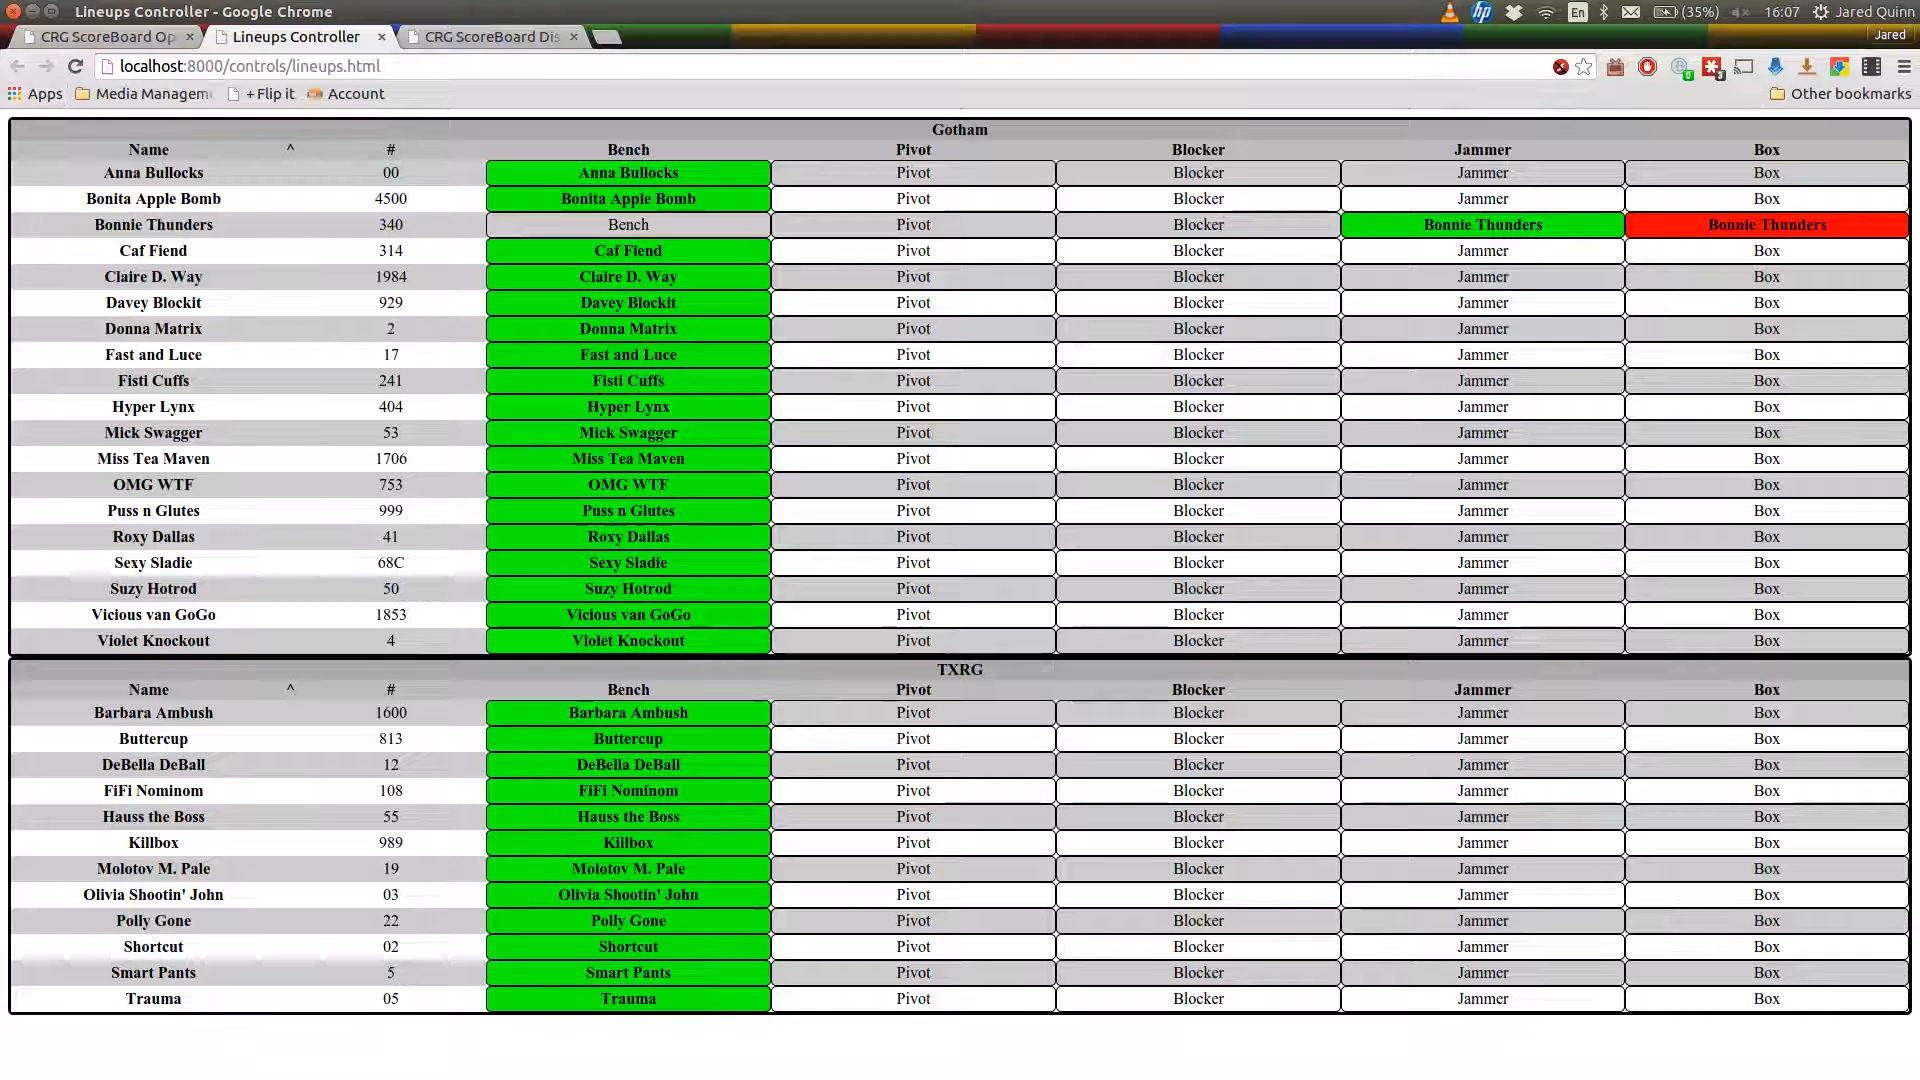 Lineups Controller - Google Chrome En (35%) 16:07 Jared Quinn
CRG ScoreBoard Op × Lineups Controller × CRG ScoreBoard Dis × Jared
localhost:8000/controls/lineups.html
Apps Media Managem + Flip it Account Other bookmarks
Gotham
Name ^ # Bench Pivot Blocker Jammer Box
Anna Bullocks 00 Anna Bullocks Pivot Blocker Jammer Box
Bonita Apple Bomb 4500 Bonita Apple Bomb Pivot Blocker Jammer Box
Bonnie Thunders 340 Bench Pivot Blocker Bonnie Thunders Bonnie Thunders
Caf Fiend 314 Caf Fiend Pivot Blocker Jammer Box
Claire D. Way 1984 Claire D. Way Pivot Blocker Jammer Box
Davey Blockit 929 Davey Blockit Pivot Blocker Jammer Box
Donna Matrix 2 Donna Matrix Pivot Blocker Jammer Box
Fast and Luce 17 Fast and Luce Pivot Blocker Jammer Box
Fisti Cuffs 241 Fisti Cuffs Pivot Blocker Jammer Box
Hyper Lynx 404 Hyper Lynx Pivot Blocker Jammer Box
Mick Swagger 53 Mick Swagger Pivot Blocker Jammer Box
Miss Tea Maven 1706 Miss Tea Maven Pivot Blocker Jammer Box
OMG WTF 753 OMG WTF Pivot Blocker Jammer Box
Puss n Glutes 999 Puss n Glutes Pivot Blocker Jammer Box
Roxy Dallas 41 Roxy Dallas Pivot Blocker Jammer Box
Sexy Sladie 68C Sexy Sladie Pivot Blocker Jammer Box
Suzy Hotrod 50 Suzy Hotrod Pivot Blocker Jammer Box
Vicious van GoGo 1853 Vicious van GoGo Pivot Blocker Jammer Box
Violet Knockout 4 Violet Knockout Pivot Blocker Jammer Box
TXRG
Name ^ # Bench Pivot Blocker Jammer Box
Barbara Ambush 1600 Barbara Ambush Pivot Blocker Jammer Box
Buttercup 813 Buttercup Pivot Blocker Jammer Box
DeBella DeBall 12 DeBella DeBall Pivot Blocker Jammer Box
FiFi Nominom 108 FiFi Nominom Pivot Blocker Jammer Box
Hauss the Boss 55 Hauss the Boss Pivot Blocker Jammer Box
Killbox 989 Killbox Pivot Blocker Jammer Box
Molotov M. Pale 19 Molotov M. Pale Pivot Blocker Jammer Box
Olivia Shootin' John 03 Olivia Shootin' John Pivot Blocker Jammer Box
Polly Gone 22 Polly Gone Pivot Blocker Jammer Box
Shortcut 02 Shortcut Pivot Blocker Jammer Box
Smart Pants 5 Smart Pants Pivot Blocker Jammer Box
Trauma 05 Trauma Pivot Blocker Jammer Box